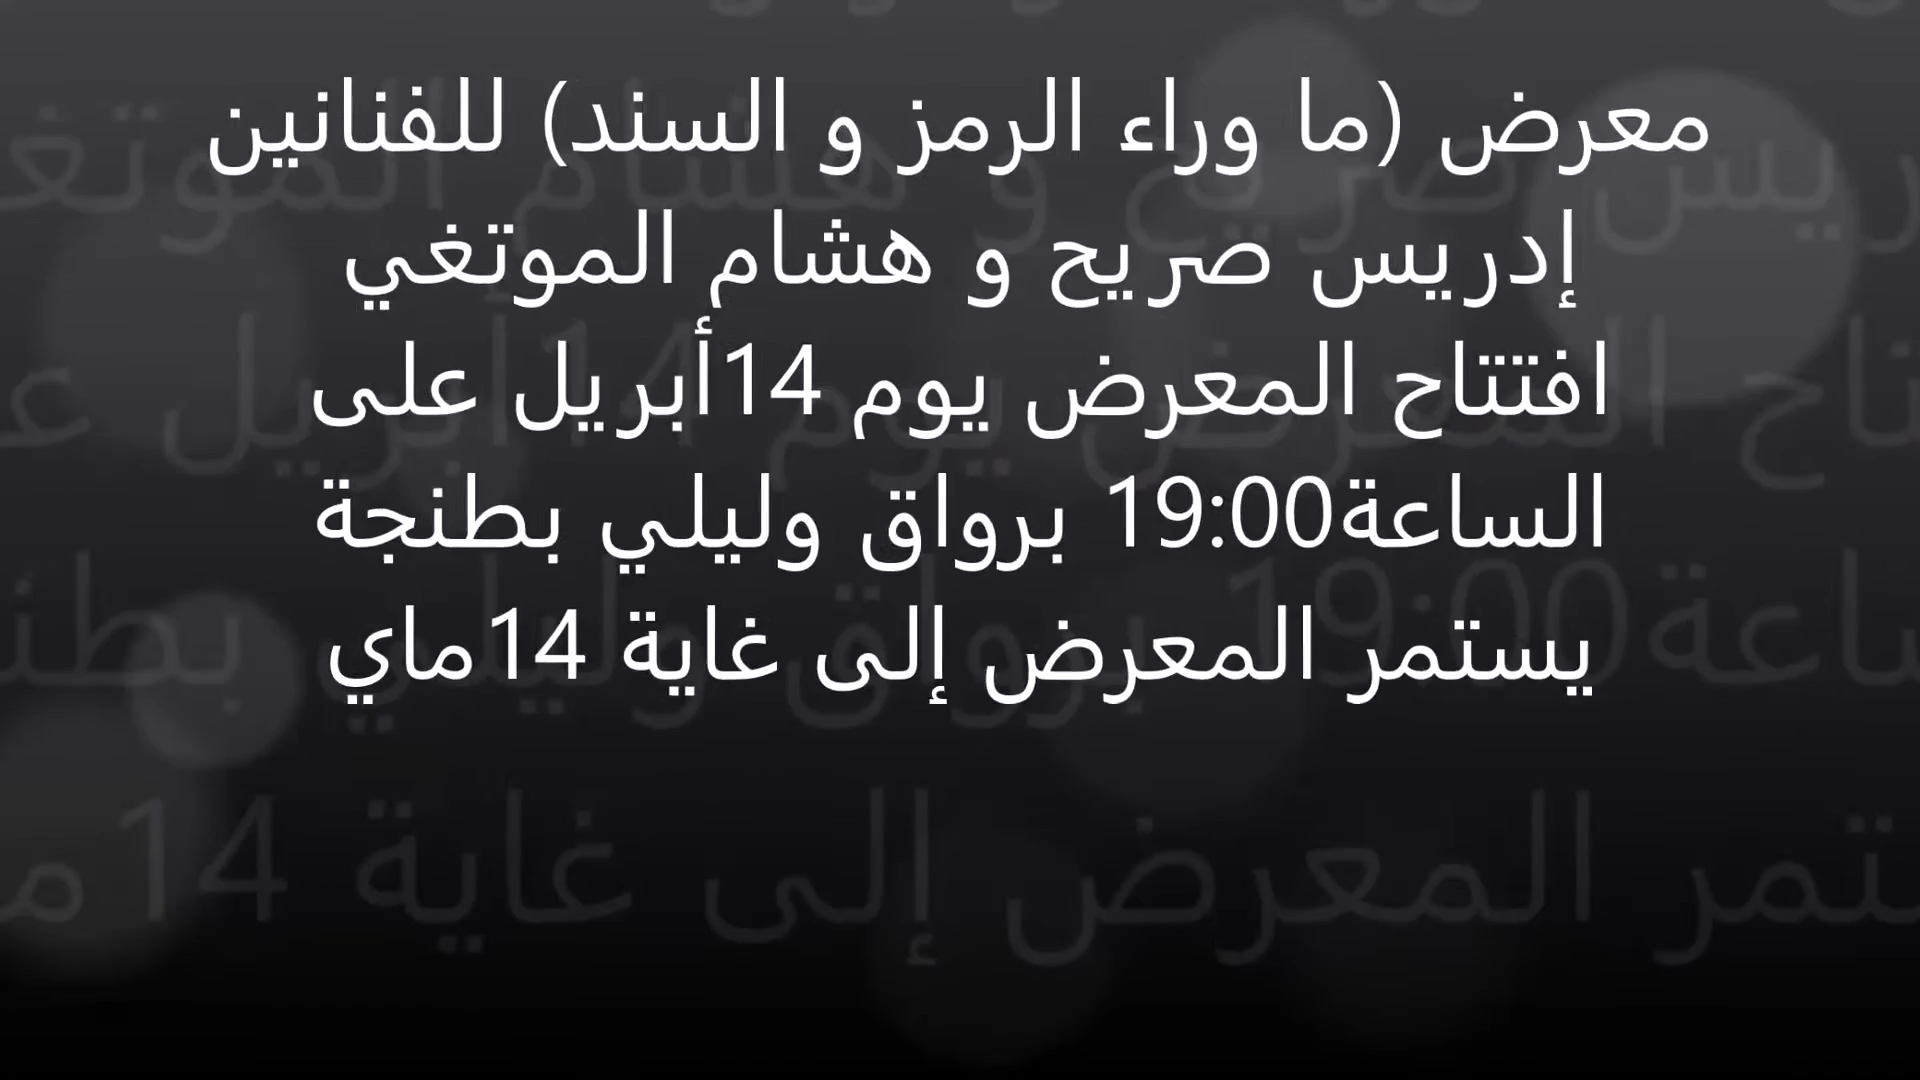 معرض (ما وراء الرمز و السند) للفنانين
إدريس صريح و هشام الموتغي
افتتاح المعرض يوم 14أبريل على
الساعة19:00 برواق وليلي بطنجة
يستمر المعرض إلى غاية 14ماي